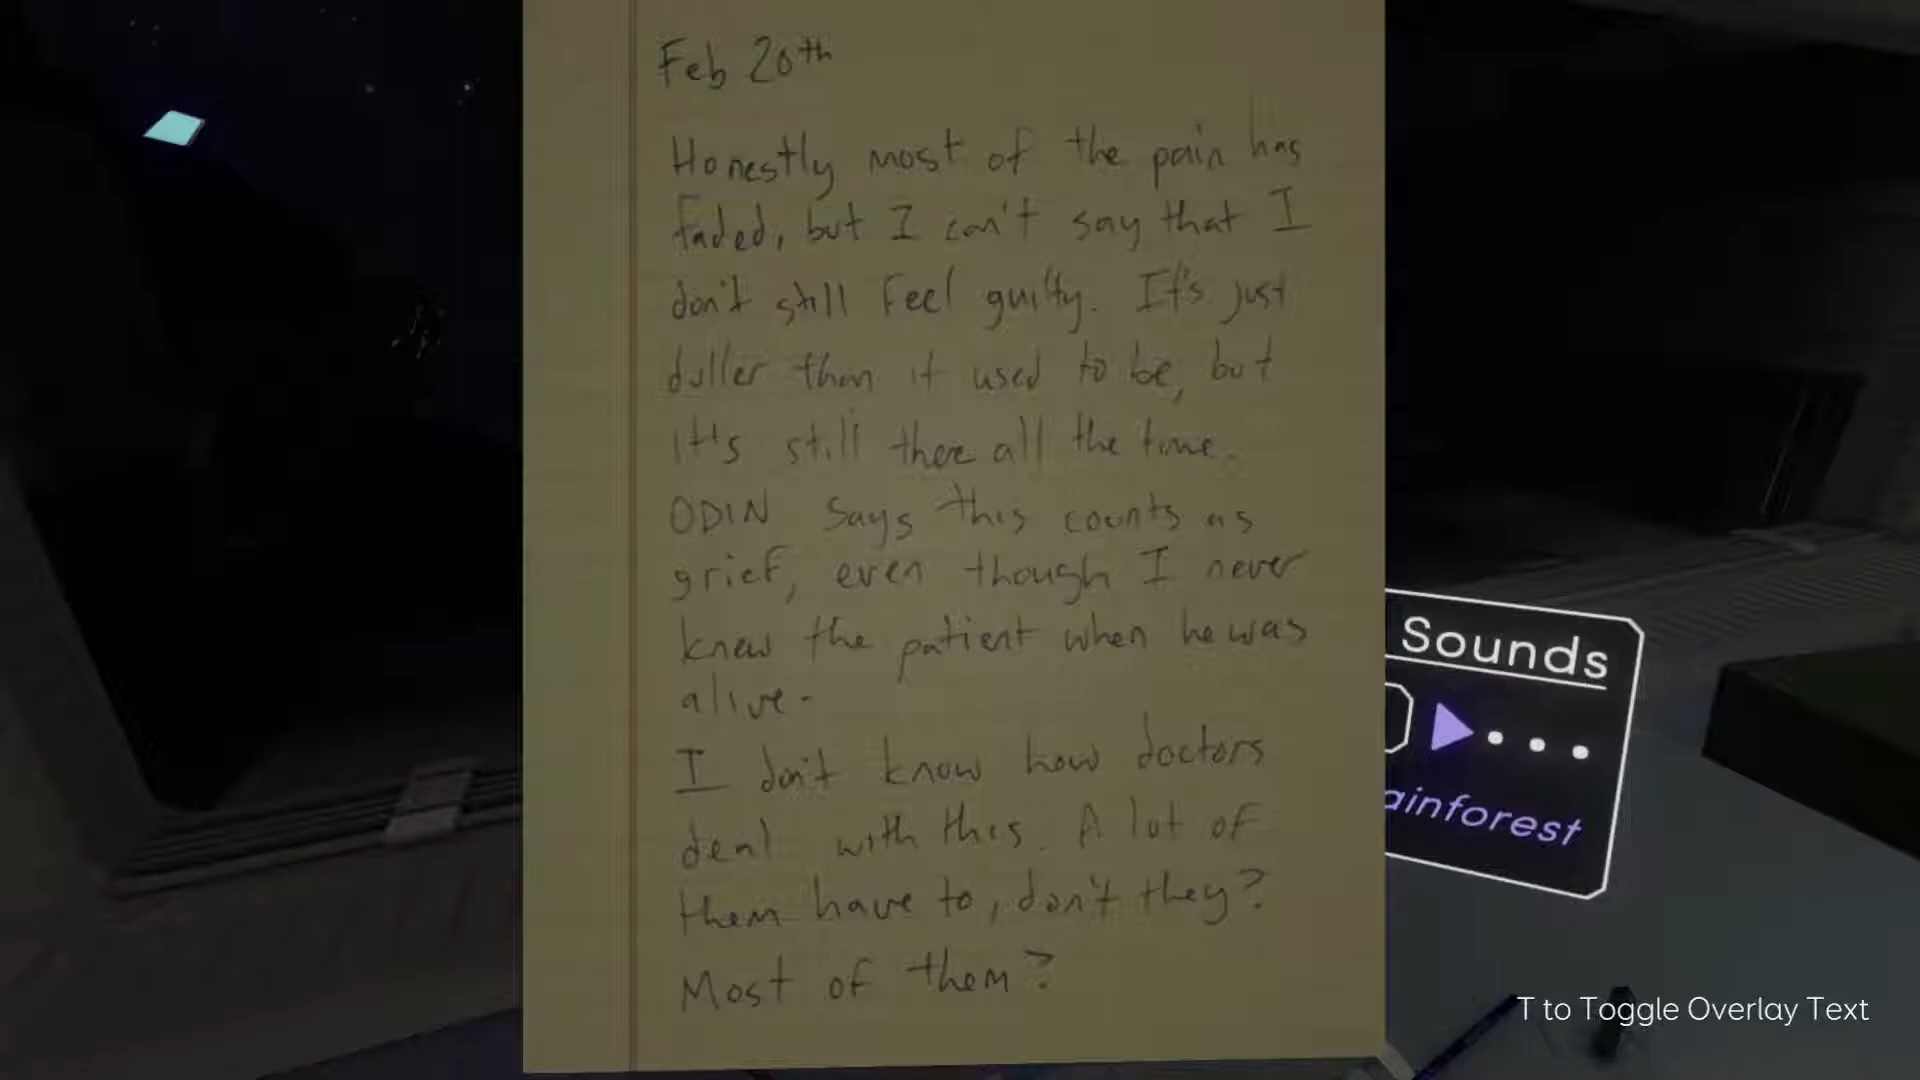 Feb 20th
Honestly most of the pain has
faded, but I can't say that I
don't still feel guilty. It's just
duller than it used to be, but
it's still there all the time.
ODIN says this counts as
grief, even though I never
knew the patient when he was
alive.
I don't know how doctors
deal with this. A lot of
them have to, don't they?
Most of them?
Sounds
ainforest
T to Toggle Overlay Text